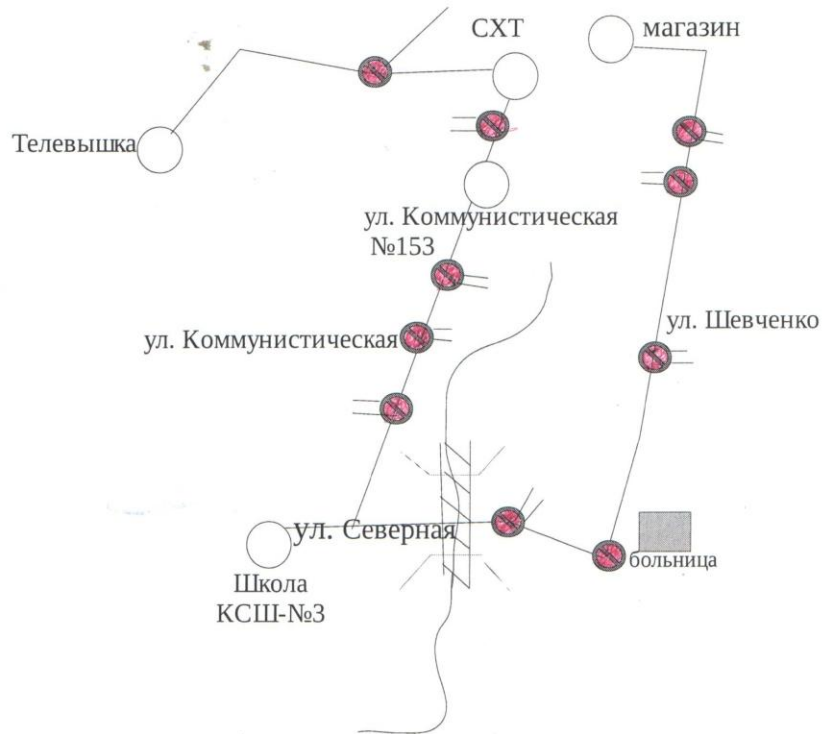 СХТ
магазин
Телевышка
ул. Коммунистическая
№153
ул. Шевченко
ул. Коммунистическая
ул. Северная
больница
Школа
КСШ-№3